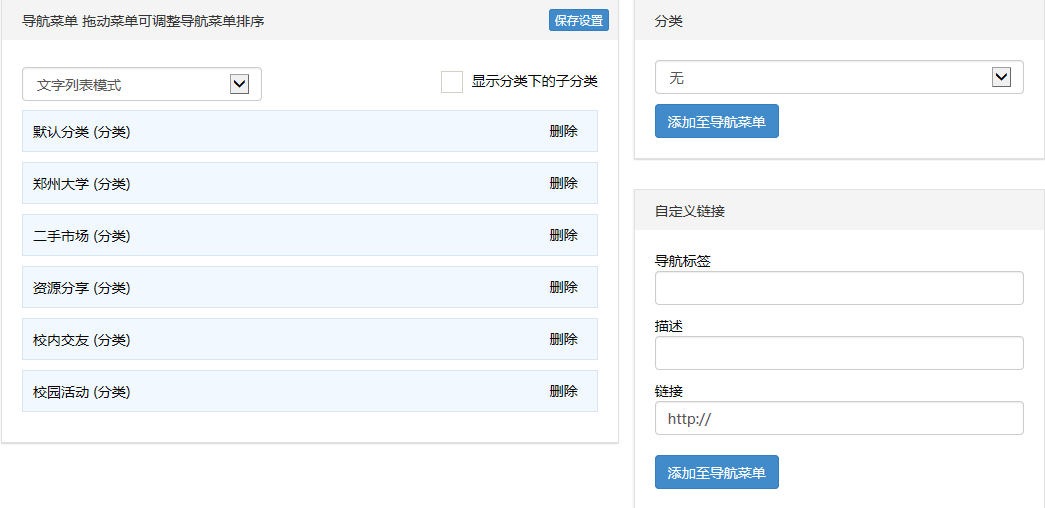 导航菜单 拖动菜单可调整导航菜单排序
保存设置
文字列表模式
显示分类下的子分类
默认分类 (分类)
删除
郑州大学 (分类)
删除
二手市场 (分类)
删除
资源分享 (分类)
删除
校内交友 (分类)
删除
校园活动 (分类)
删除
分类
无
添加至导航菜单
自定义链接
导航标签
描述
链接
http://
添加至导航菜单